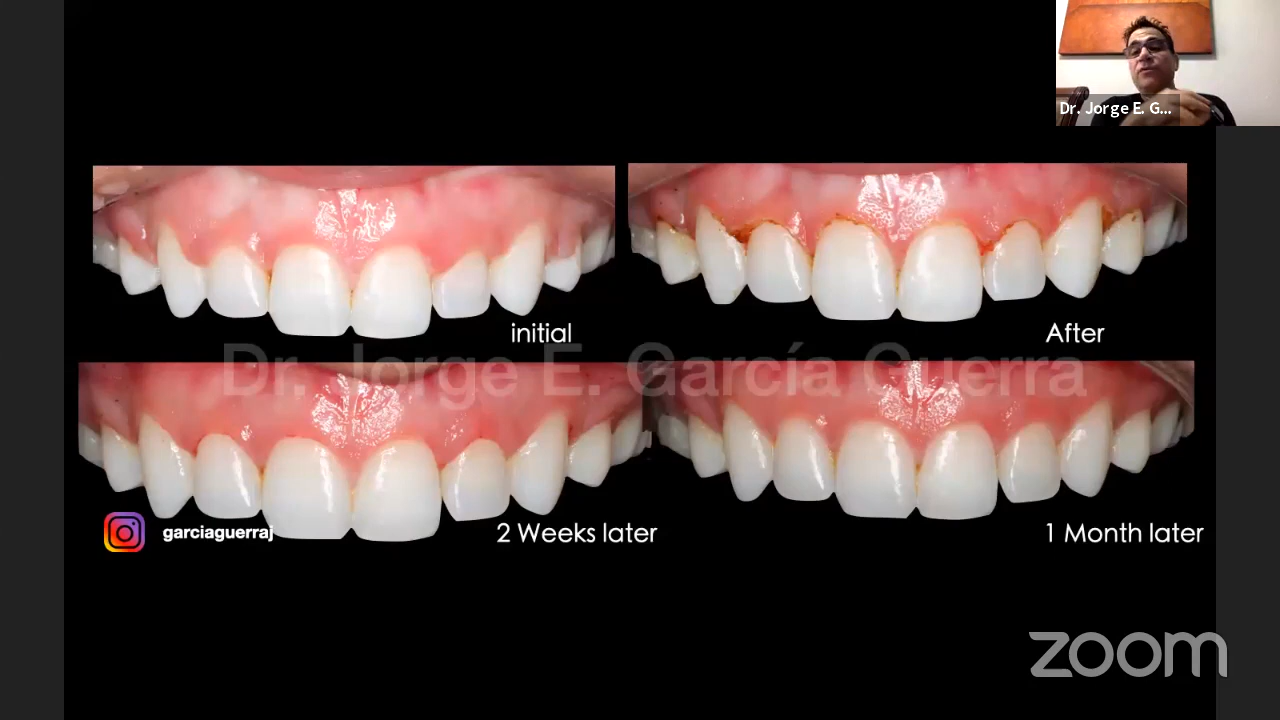 Dr. Jorge E. G...
initial
After
Dr. Jorge E. García Guerra
garciaguerraj
2 Weeks later
1 Month later
zoom